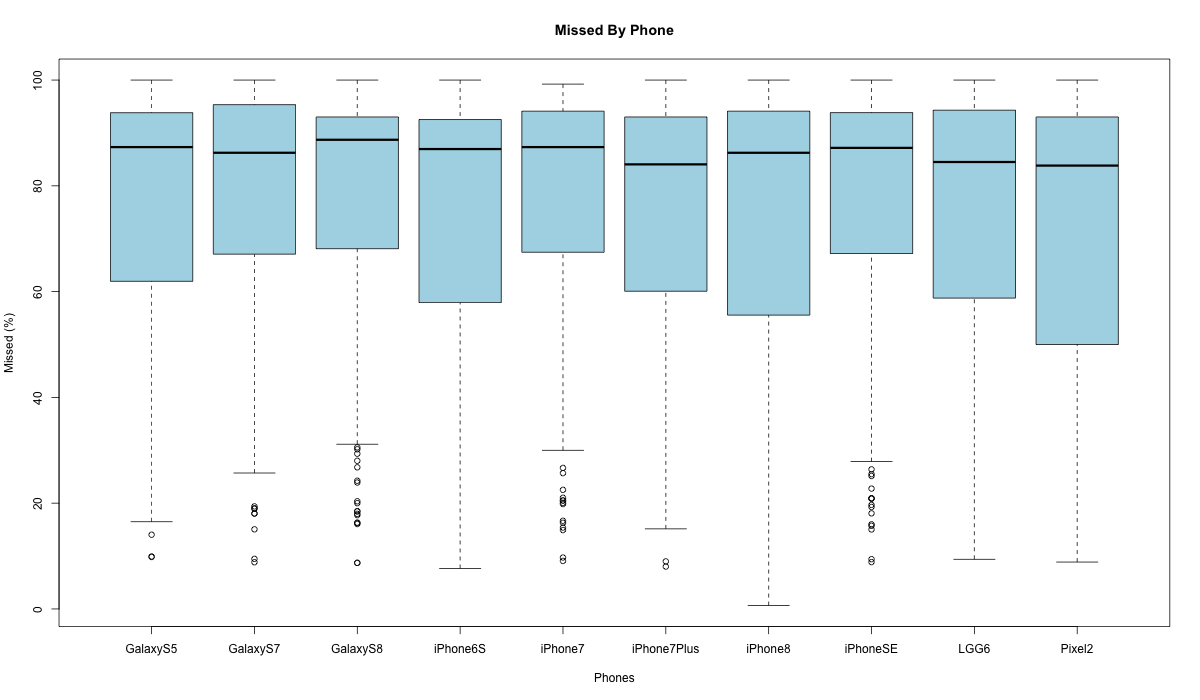 Missed By Phone
100
80
60
40
20
0
Missed (%)
GalaxyS5 GalaxyS7 GalaxyS8 iPhone6S iPhone7 iPhone7Plus iPhone8 iPhoneSE LGG6 Pixel2
Phones